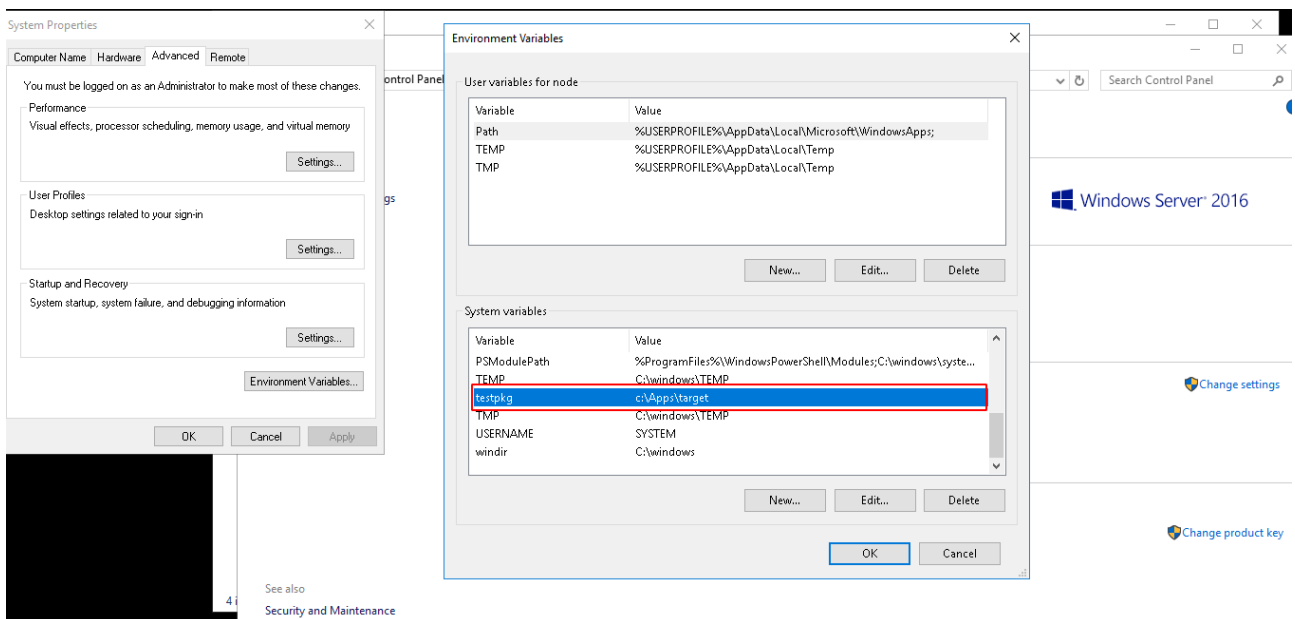 System Properties
Computer Name Hardware Advanced Remote
You must be logged on as an Administrator to make most of these changes.
Performance
Visual effects, processor scheduling, memory usage, and virtual memory
Settings...
User Profiles
Desktop settings related to your sign-in
Settings...
Startup and Recovery
System startup, system failure, and debugging information
Settings...
Environment Variables...
OK Cancel Apply
Environment Variables
User variables for node
Variable Value
Path %USERPROFILE%\AppData\Local\Microsoft\WindowsApps;
TEMP %USERPROFILE%\AppData\Local\Temp
TMP %USERPROFILE%\AppData\Local\Temp
New... Edit... Delete
System variables
Variable Value
PSModulePath %ProgramFiles%\WindowsPowerShell\Modules;C:\windows\syste...
TEMP C:\windows\TEMP
testpkg c:\Apps\target
TMP C:\windows\TEMP
USERNAME SYSTEM
windir C:\windows
New... Edit... Delete
OK Cancel
ontrol Panel
Search Control Panel
gs
Windows Server 2016
Change settings
Change product key
See also
Security and Maintenance
4 i